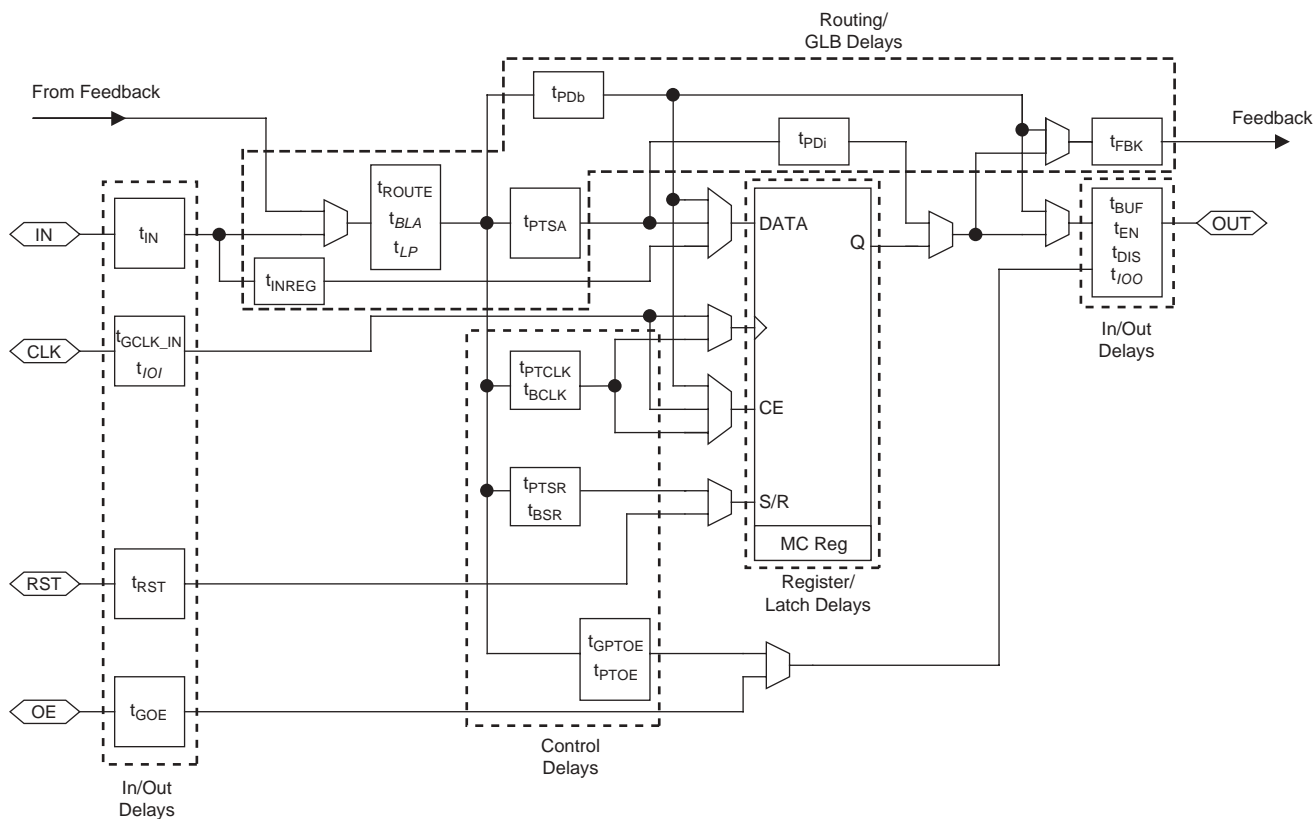 Routing/
GLB Delays
From Feedback
tPDb
tPDi
tFBK
Feedback
IN
tIN
tROUTE
tBLA
tLP
tPTSA
tINREG
DATA
Q
tBUF
tEN
tDIS
tIOO
OUT
In/Out
Delays
CLK
tGCLK_IN
tIOI
tPTCLK
tBCLK
CE
tPTSR
tBSR
S/R
MC Reg
Register/
Latch Delays
RST
tRST
tGPTOE
tPTOE
OE
tGOE
Control
Delays
In/Out
Delays